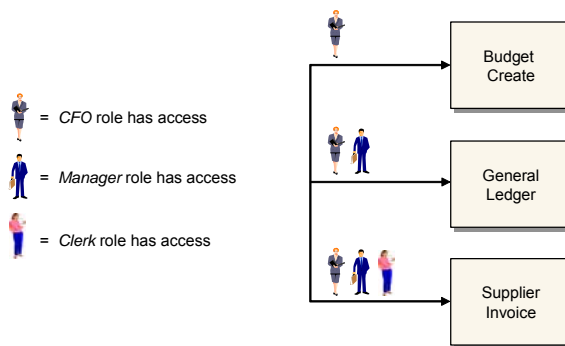 = CFO role has access
= Manager role has access
= Clerk role has access
Budget
Create
General
Ledger
Supplier
Invoice